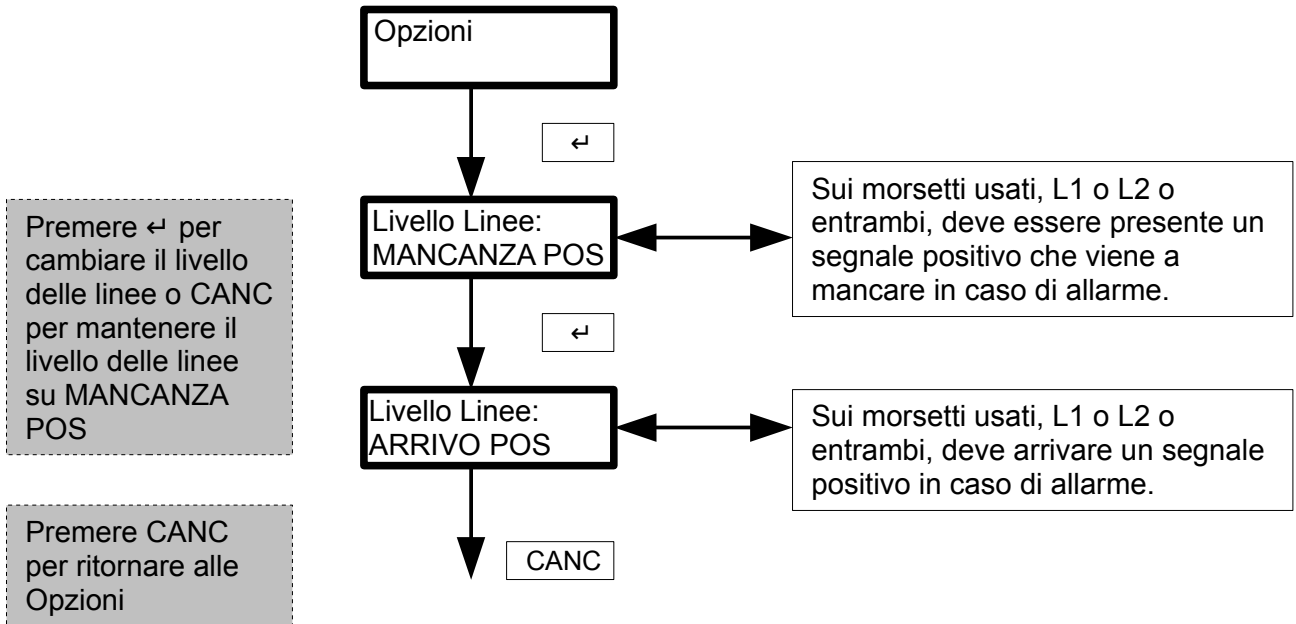 Opzioni
↵
Livello Linee:
MANCANZA POS
Sui morsetti usati, L1 o L2 o
entrambi, deve essere presente un
segnale positivo che viene a
mancare in caso di allarme.
Premere ↵ per
cambiare il livello
delle linee o CANC
per mantenere il
livello delle linee
su MANCANZA
POS
↵
Livello Linee:
ARRIVO POS
Sui morsetti usati, L1 o L2 o
entrambi, deve arrivare un segnale
positivo in caso di allarme.
Premere CANC
per ritornare alle
Opzioni
CANC